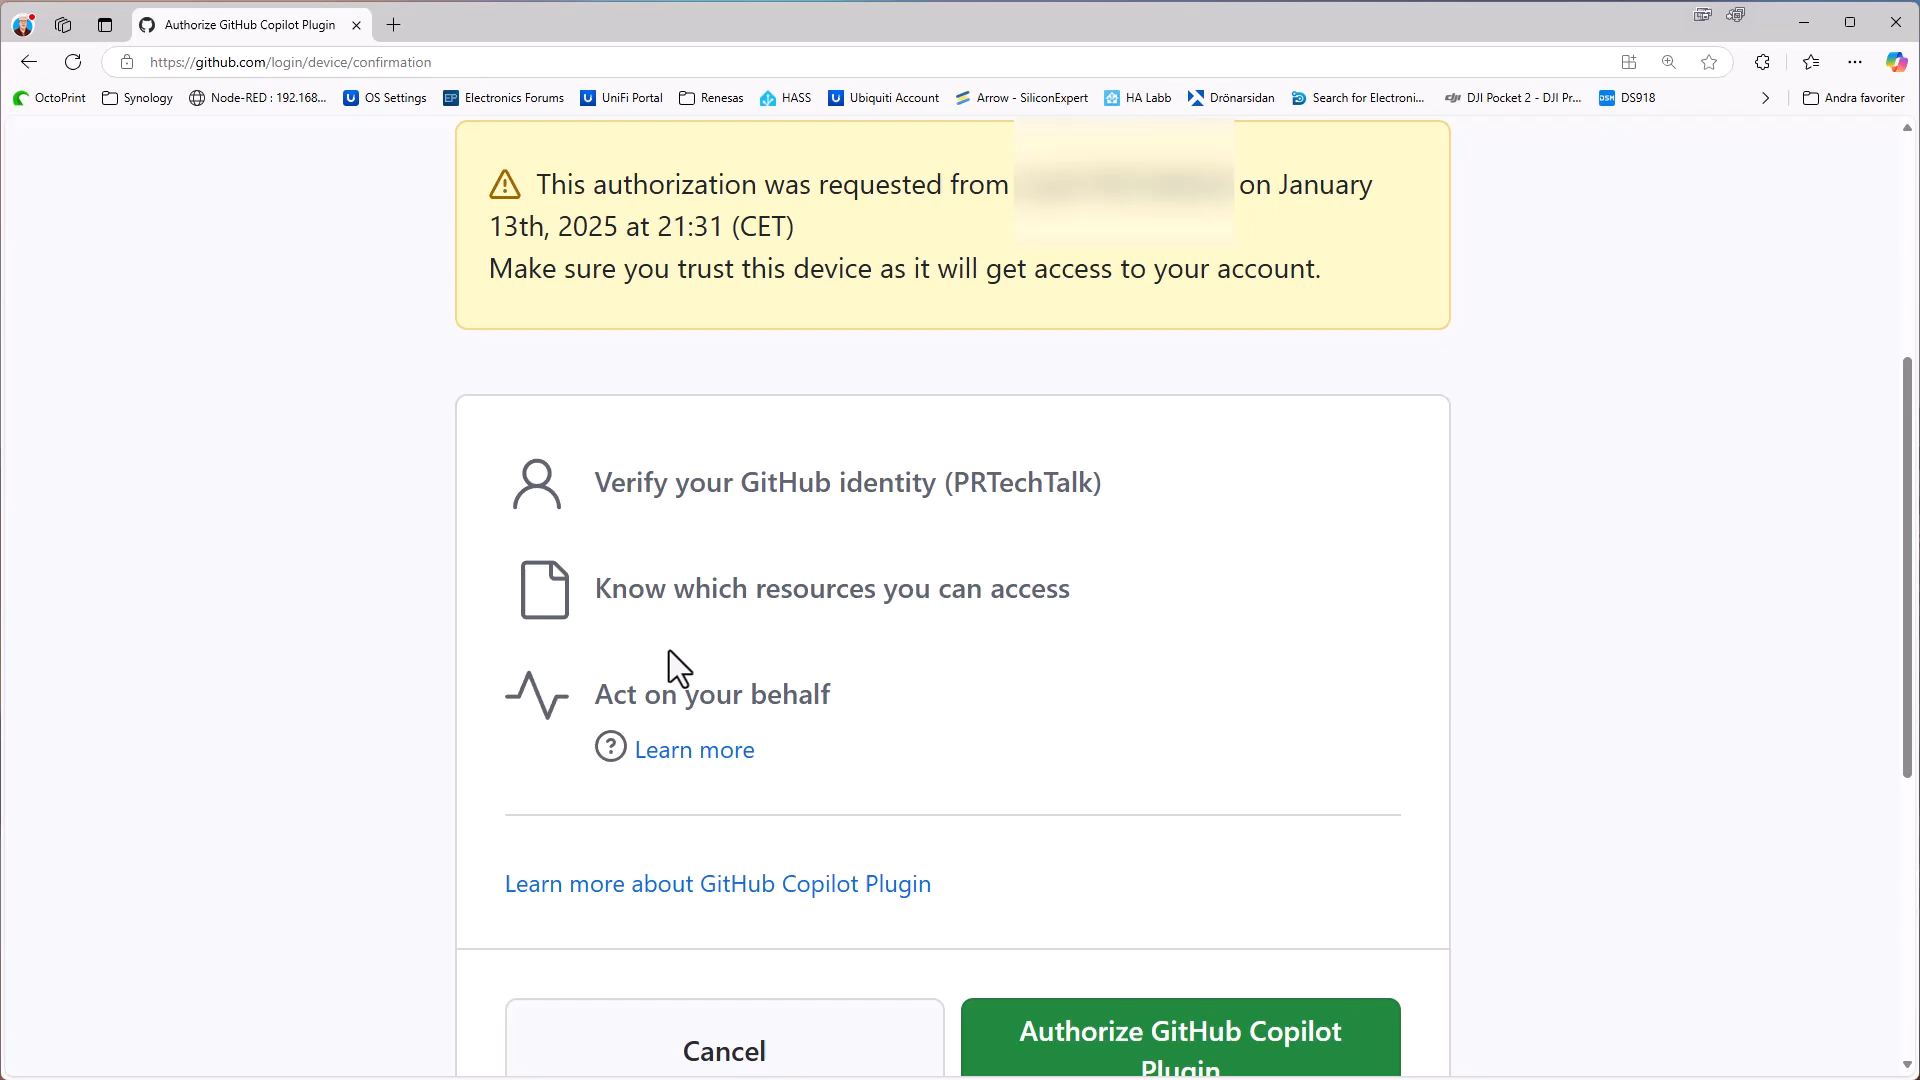 Authorize GitHub Copilot Plugin
https://github.com/login/device/confirmation
OctoPrint Synology Node-RED : 192.168... OS Settings Electronics Forums UniFi Portal Renesas HASS Ubiquiti Account Arrow - SiliconExpert HA Labb Drönarsidan Search for Electroni... DJI Pocket 2 - DJI Pr... DS918 Andra favoriter
This authorization was requested from on January
13th, 2025 at 21:31 (CET)
Make sure you trust this device as it will get access to your account.
Verify your GitHub identity (PRTechTalk)
Know which resources you can access
Act on your behalf
Learn more
Learn more about GitHub Copilot Plugin
Cancel
Authorize GitHub Copilot
Plugin